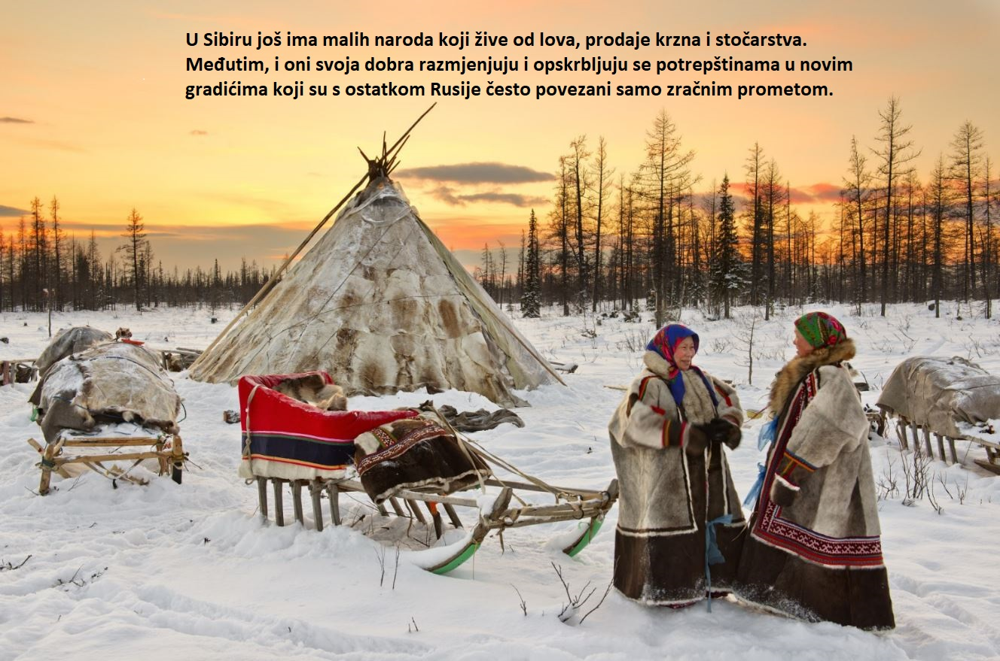 U Sibiru još ima malih naroda koji žive od lova, prodaje krzna i stočarstva.
Međutim, i oni svoja dobra razmjenjuju i opskrbljuju se potrepštinama u novim
gradićima koji su s ostatkom Rusije često povezani samo zračnim prometom.